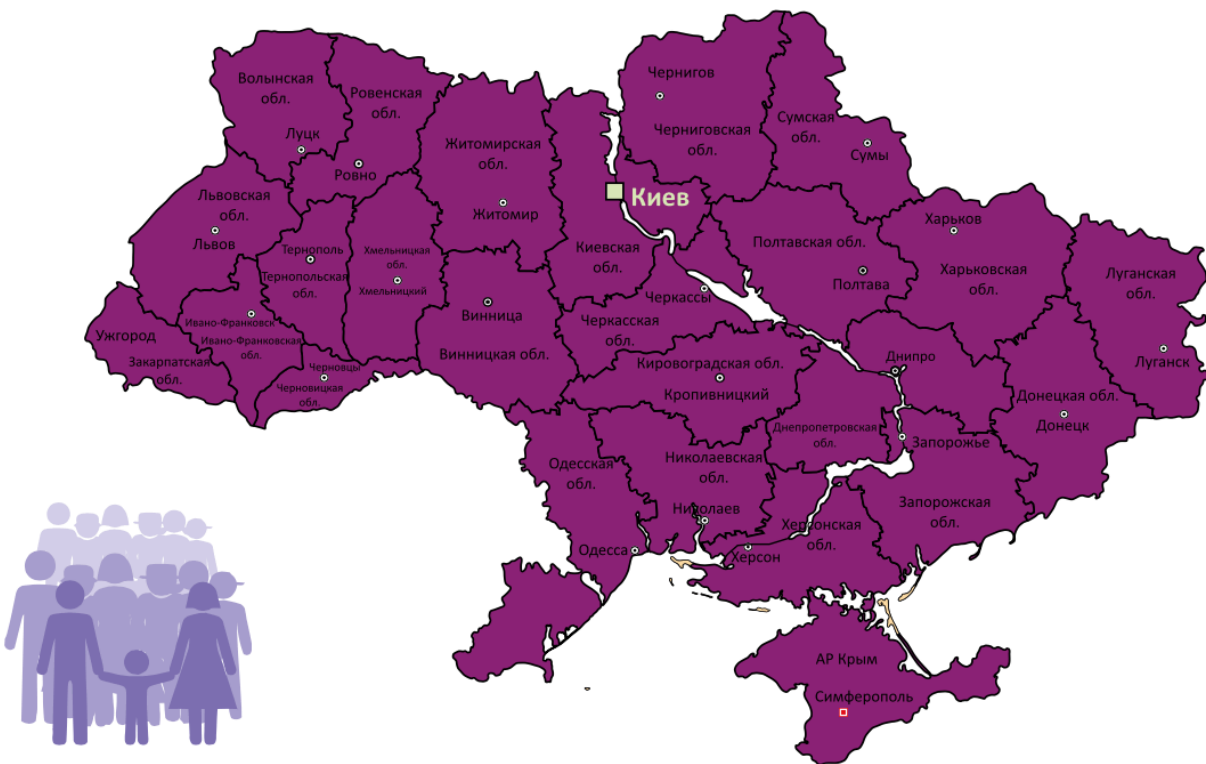 Волынская
обл.
Луцк
Ровенская
обл.
Ровно
Житомирская
обл.
Житомир
Киев
Киевская
обл.
Чернигов
Черниговская
обл.
Сумская
обл.
Сумы
Львовская
обл.
Львов
Тернополь
Тернопольская
обл.
Хмельницкая
обл.
Хмельницкий
Винница
Винницкая обл.
Черкассы
Черкасская
обл.
Полтавская обл.
Полтава
Харьков
Харьковская
обл.
Луганская
обл.
Луганск
Ужгород
Закарпатская
обл.
Ивано-Франковск
Ивано-Франковская
обл.
Черновцы
Черновицкая
обл.
Кировоградская обл.
Кропивницкий
Днипро
Днепропетровская
обл.
Донецкая обл.
Донецк
Запорожье
Запорожская
обл.
Одесская
обл.
Одесса
Николаевская
обл.
Николаев
Херсонская
обл.
Херсон
АР Крым
Симферополь